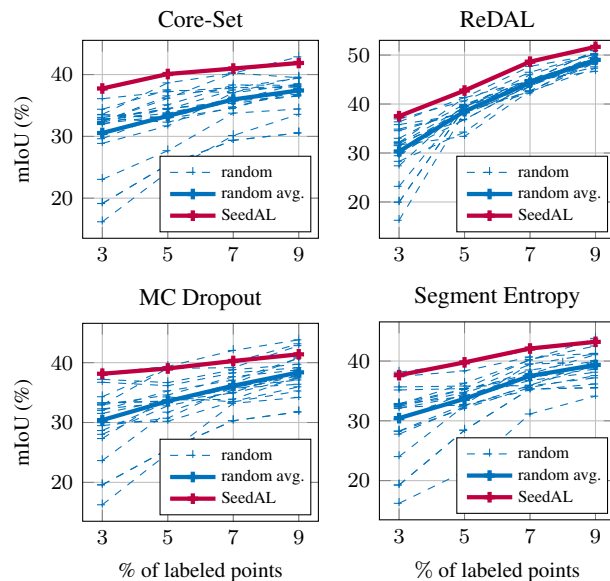 Core-Set
ReDAL
mIoU (%)
40
30
20
50
40
30
20
random
random avg.
SeedAL
random
random avg.
SeedAL
3 5 7 9
3 5 7 9
MC Dropout
Segment Entropy
mIoU (%)
40
30
20
40
30
20
random
random avg.
SeedAL
random
random avg.
SeedAL
3 5 7 9
3 5 7 9
% of labeled points
% of labeled points